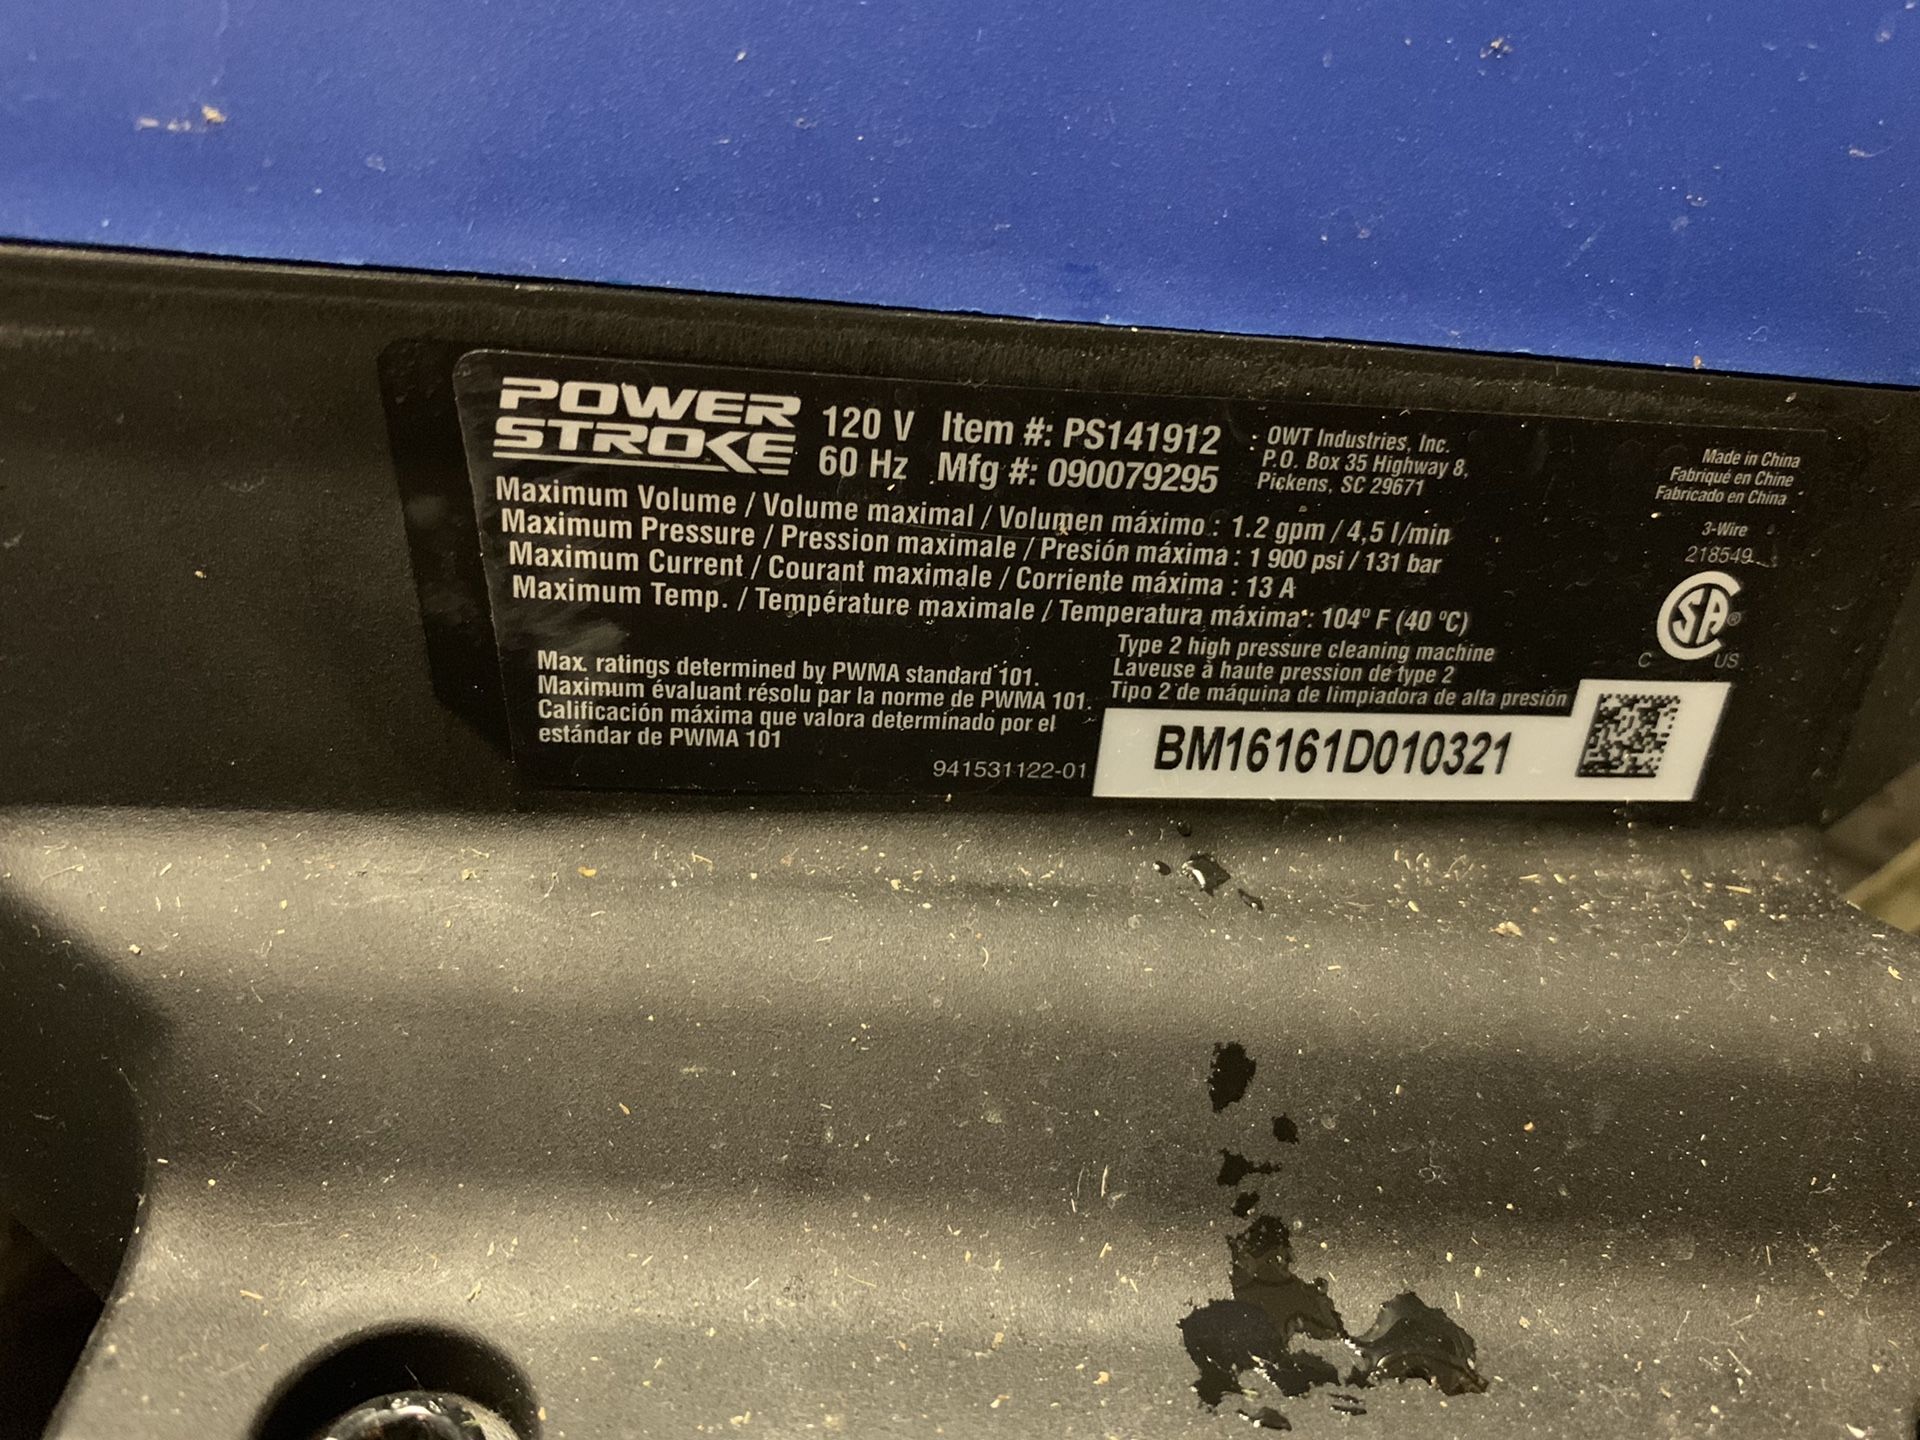 POWER STROKE
120 V Item #: PS141912
60 Hz Mfg #: 090079295
OWT Industries, Inc.
P.O. Box 35 Highway 8,
Pickens, SC 29671
Made in China
Fabriqué en Chine
Fabricado en China
3-Wire
218549
Maximum Volume / Volume maximal / Volumen máximo : 1.2 gpm / 4,5 l/min
Maximum Pressure / Pression maximale / Presión máxima : 1 900 psi / 131 bar
Maximum Current / Courant maximale / Corriente máxima : 13 A
Maximum Temp. / Température maximale / Temperatura máxima : 104º F (40 ºC)
CSA®
C US
Type 2 high pressure cleaning machine
Laveuse à haute pression de type 2
Tipo 2 de máquina de limpiadora de alta presión
Max. ratings determined by PWMA standard 101.
Maximum évaluant résolu par la norme de PWMA 101.
Calificación máxima que valora determinado por el
estándar de PWMA 101
941531122-01
BM16161D010321